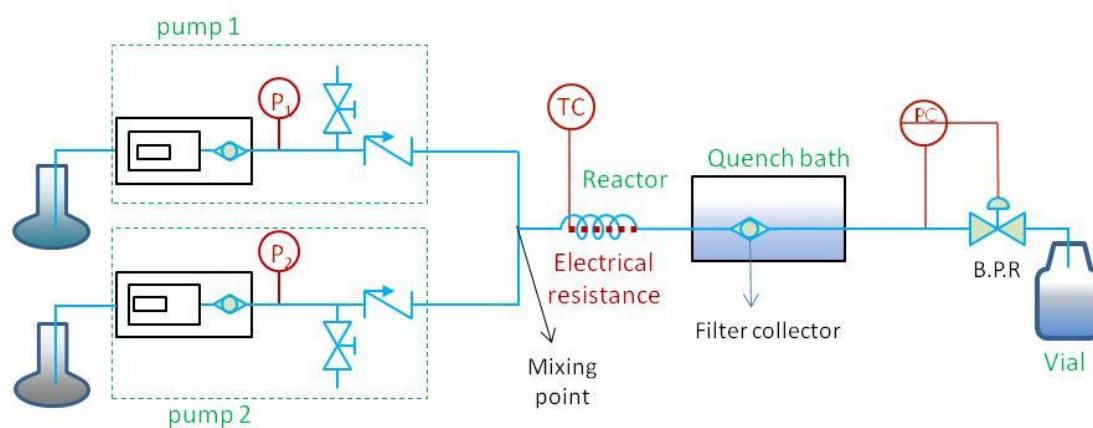 pump 1
P1
TC
PC
Quench bath
Reactor
P2
Electrical
resistance
B.P.R
Filter collector
Mixing
point
Vial
pump 2